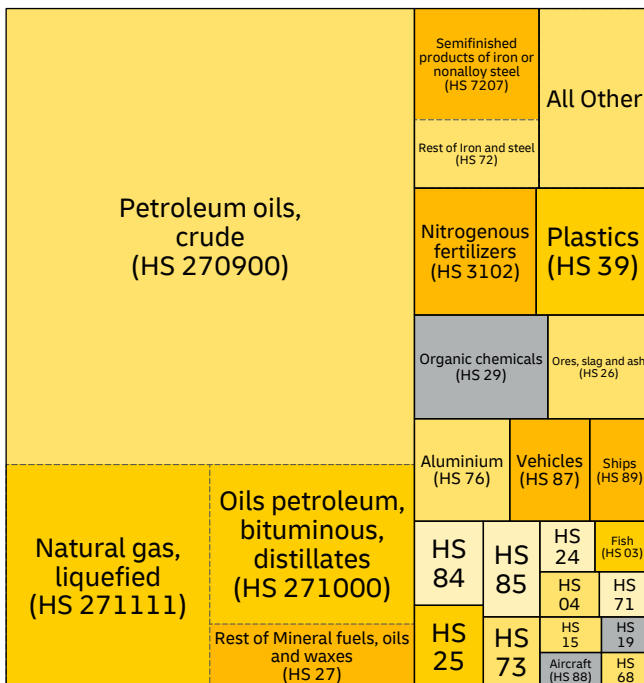 Petroleum oils,
crude
(HS 270900)
Natural gas,
liquefied
(HS 271111)
Oils petroleum,
bituminous,
distillates
(HS 271000)
Rest of Mineral fuels, oils
and waxes
(HS 27)
Semifinished
products of iron or
nonalloy steel
(HS 7207)
Rest of Iron and steel
(HS 72)
All Other
Nitrogenous
fertilizers
(HS 3102)
Plastics
(HS 39)
Organic chemicals
(HS 29)
Ores, slag and ash
(HS 26)
Aluminium
(HS 76)
Vehicles
(HS 87)
Ships
(HS 89)
HS
84
HS
85
HS
24
Fish
(HS 03)
HS
04
HS
71
HS
25
HS
73
HS
15
HS
19
Aircraft
(HS 88)
HS
68